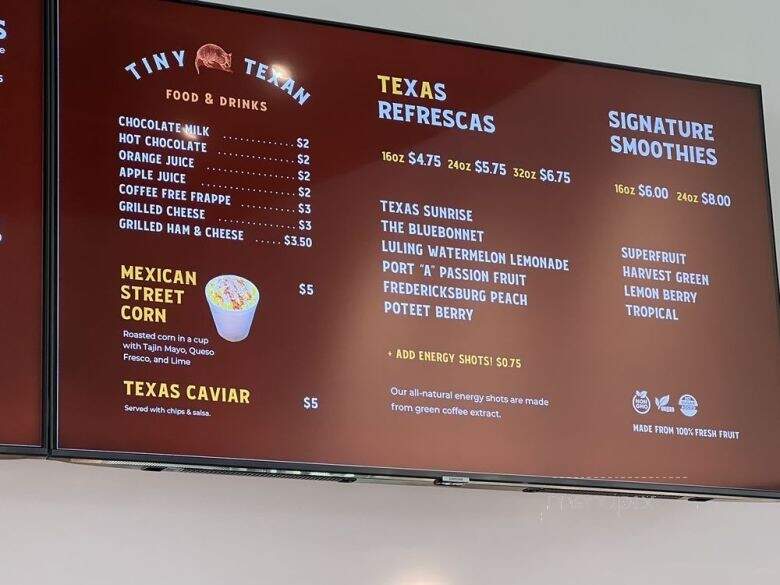 TINY TEXAN
FOOD & DRINKS
CHOCOLATE MILK ............ $2
HOT CHOCOLATE ............ $2
ORANGE JUICE ............ $2
APPLE JUICE ............ $2
COFFEE FREE FRAPPE ............ $3
GRILLED CHEESE ............ $3
GRILLED HAM & CHEESE ..... $3.50
MEXICAN
STREET
CORN
$5
Roasted corn in a cup
with Tajin Mayo, Queso
Fresco, and Lime
TEXAS CAVIAR $5
Served with chips & salsa.
TEXAS
REFRESCAS
16oz $4.75 24oz $5.75 32oz $6.75
TEXAS SUNRISE
THE BLUEBONNET
LULING WATERMELON LEMONADE
PORT "A" PASSION FRUIT
FREDERICKSBURG PEACH
POTEET BERRY
+ ADD ENERGY SHOTS! $0.75
Our all-natural energy shots are made
from green coffee extract.
SIGNATURE
SMOOTHIES
16oz $6.00 24oz $8.00
SUPERFRUIT
HARVEST GREEN
LEMON BERRY
TROPICAL
NON
GMO
VEGAN
MADE FROM 100% FRESH FRUIT